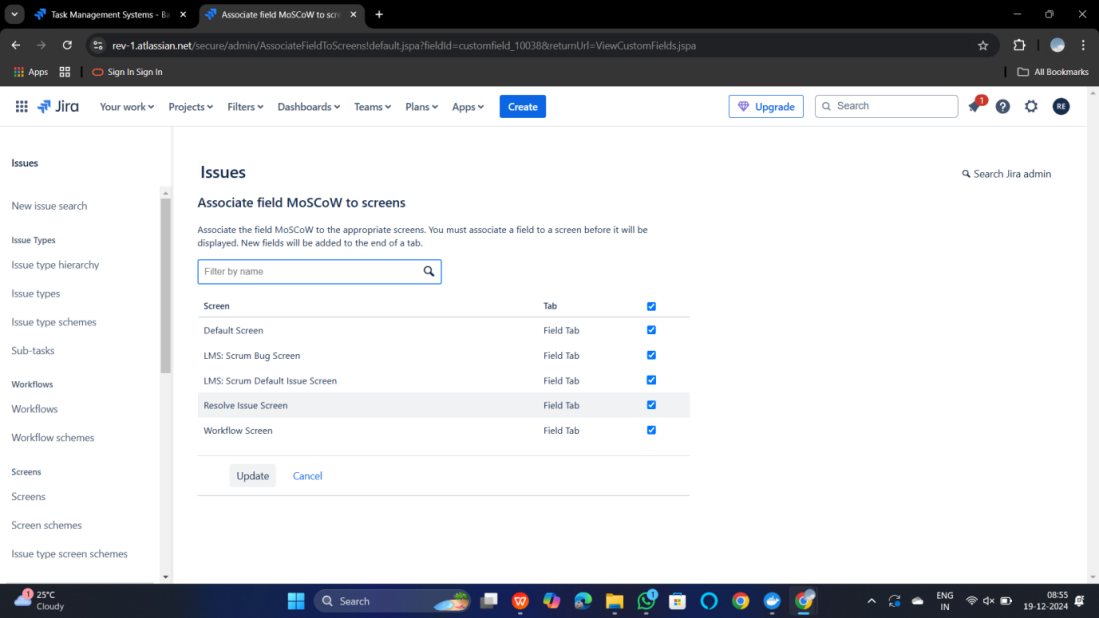 Task Management Systems - Ba
Associate field MoSCoW to scre
rev-1.atlassian.net/secure/admin/AssociateFieldToScreens!default.jspa?fieldId=customfield_10038&returnUrl=ViewCustomFields.jspa
Apps
Sign In Sign In
All Bookmarks
Jira
Your work
Projects
Filters
Dashboards
Teams
Plans
Apps
Create
Upgrade
Search
1
RE
Issues
New issue search
Issue Types
Issue type hierarchy
Issue types
Issue type schemes
Sub-tasks
Workflows
Workflows
Workflow schemes
Screens
Screens
Screen schemes
Issue type screen schemes
Issues
Search Jira admin
Associate field MoSCoW to screens
Associate the field MoSCoW to the appropriate screens. You must associate a field to a screen before it will be
displayed. New fields will be added to the end of a tab.
Filter by name
Screen Tab
Default Screen Field Tab
LMS: Scrum Bug Screen Field Tab
LMS: Scrum Default Issue Screen Field Tab
Resolve Issue Screen Field Tab
Workflow Screen Field Tab
Update Cancel
1
25°C
Cloudy
Search
1
ENG
IN
08:55
19-12-2024